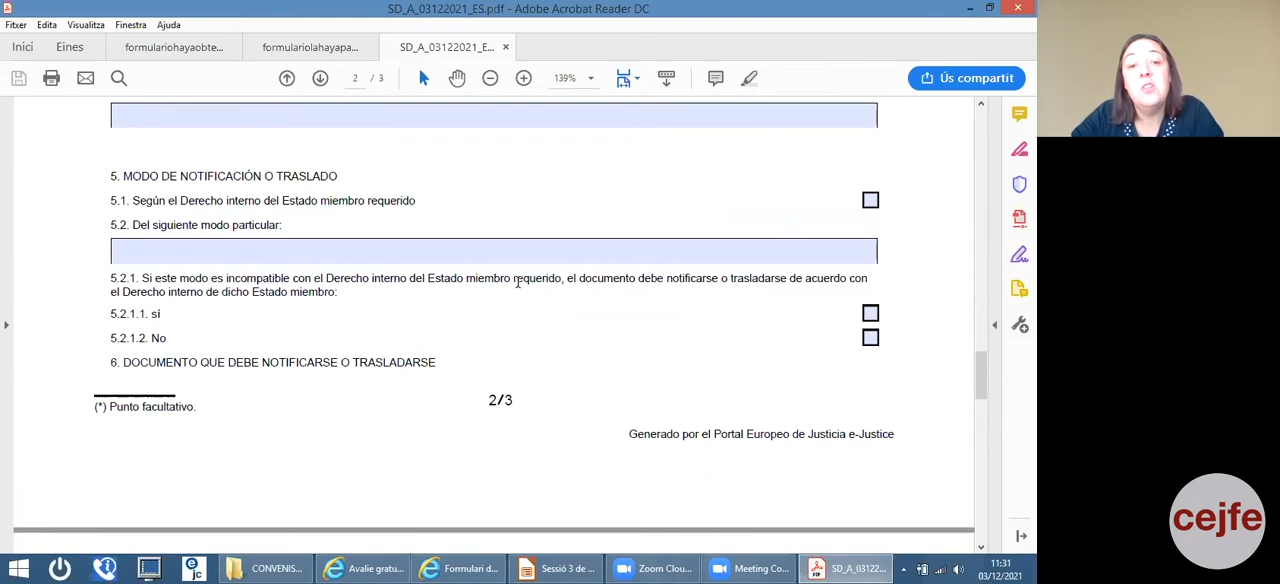 SD_A_03122021_ES.pdf - Adobe Acrobat Reader DC
Fitxer Edita Visualitza Finestra Ajuda
Inici Eines formulariohayaobte... formulariolahayapa... SD_A_03122021_E... ×
2 / 3 139% Ús compartit
5. MODO DE NOTIFICACIÓN O TRASLADO
5.1. Según el Derecho interno del Estado miembro requerido
5.2. Del siguiente modo particular:
5.2.1. Si este modo es incompatible con el Derecho interno del Estado miembro requerido, el documento debe notificarse o trasladarse de acuerdo con
el Derecho interno de dicho Estado miembro:
5.2.1.1. sí
5.2.1.2. No
6. DOCUMENTO QUE DEBE NOTIFICARSE O TRASLADARSE
(*) Punto facultativo.
2/3
Generado por el Portal Europeo de Justicia e-Justice
cejfe
ejc CONVENIS... Avalie gratu... Formulari d... Sessió 3 de ... Zoom Clou... Meeting Co... SD_A_03122... 11:31
03/12/2021